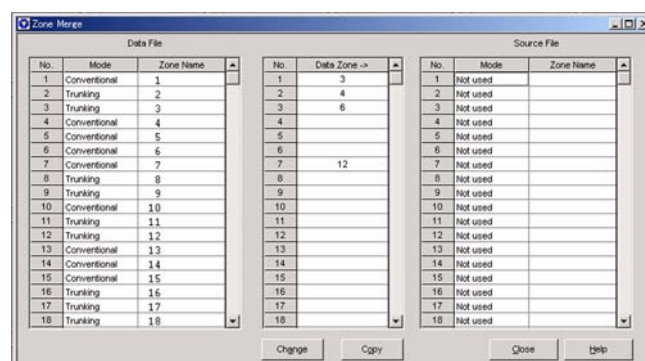 Zone Merge
Data File
Source File
No. Mode Zone Name No. Data Zone -> No. Mode Zone Name
1 Conventional 1 1 3 1 Not used
2 Trunking 2 2 4 2 Not used
3 Trunking 3 3 6 3 Not used
4 Conventional 4 4 4 Not used
5 Conventional 5 5 5 Not used
6 Conventional 6 6 6 Not used
7 Conventional 7 7 12 7 Not used
8 Trunking 8 8 8 Not used
9 Trunking 9 9 9 Not used
10 Conventional 10 10 10 Not used
11 Trunking 11 11 11 Not used
12 Trunking 12 12 12 Not used
13 Conventional 13 13 13 Not used
14 Conventional 14 14 14 Not used
15 Conventional 15 15 15 Not used
16 Trunking 16 16 16 Not used
17 Trunking 17 17 17 Not used
18 Trunking 18 18 18 Not used
Change Copy Close Help